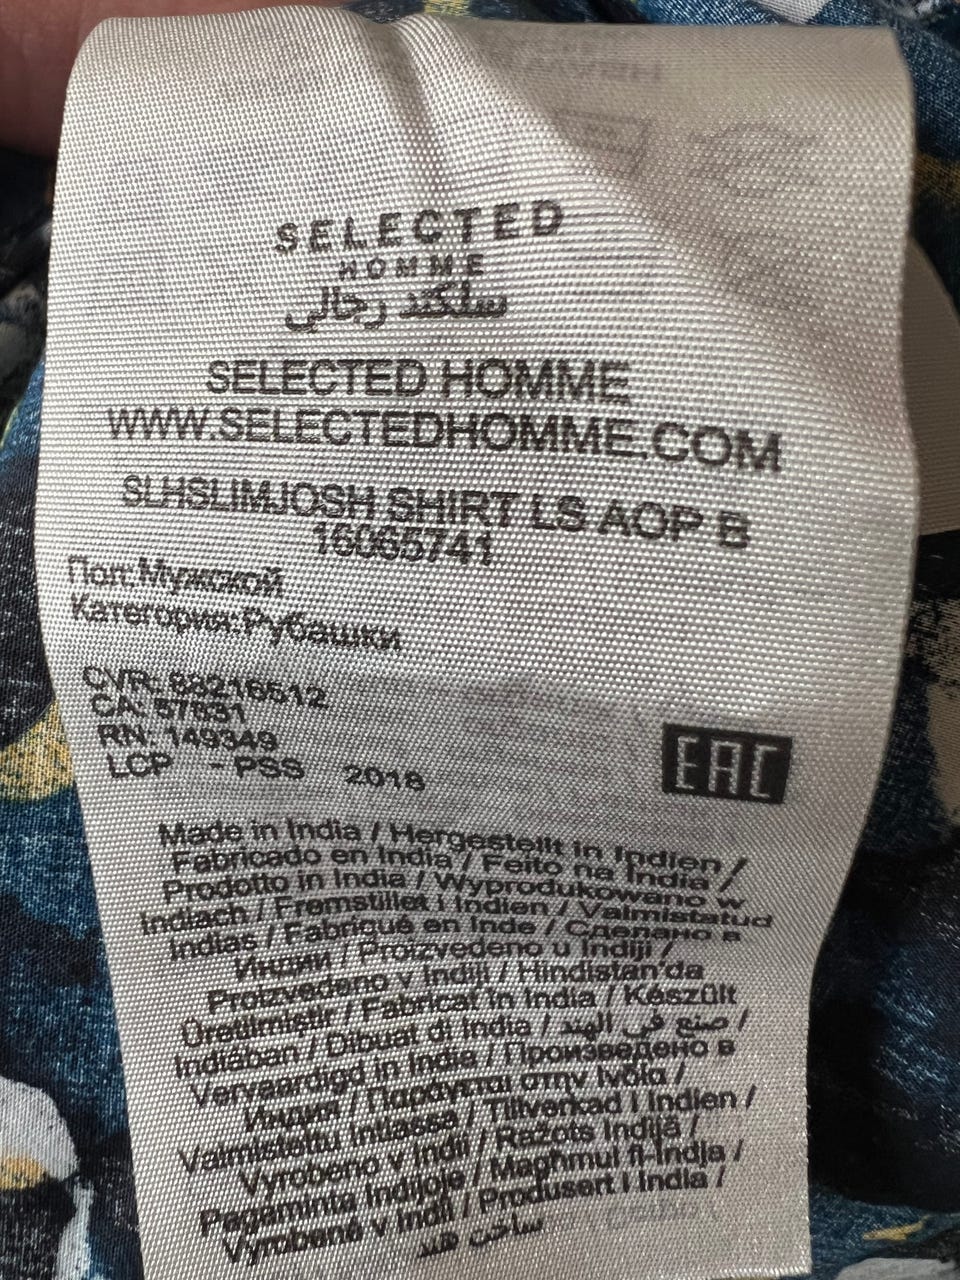 SELECTED
HOMME
سلكتد رجالي
SELECTED HOMME
WWW.SELECTEDHOMME.COM
SLHSLIMJOSH SHIRT LS AOP B
16065741
Пол:Мужской
Категория:Рубашки
CVR: 88216512
CA: 57831
RN: 149349
LCP - PSS 2018
EAC
Made in India / Hergestellt in Indien /
Fabricado en India / Feito na India /
Prodotto in India / Wyprodukowano w
Indiach / Fremstillet i Indien / Valmistatud
Indias / Fabriqué en Inde / Сделано в
Индии / Proizvedeno u Indiji /
Proizvedeno v Indiji / Hindistan'da
Üretilmiştir / Fabricat în India / Készült
Indiában / Dibuat di India / صنع في الهند /
Vervaardigd in India / Произведено в
Индия / Παράγεται στην Ινδία /
Valmistettu Intiassa / Tillverkad i Indien /
Vyrobeno v Indii / Ražots Indijā /
Pagaminta Indijoje / Maghmul fl-Indja /
Vyrobené v Indii / Produsert i India /
ساخت هند